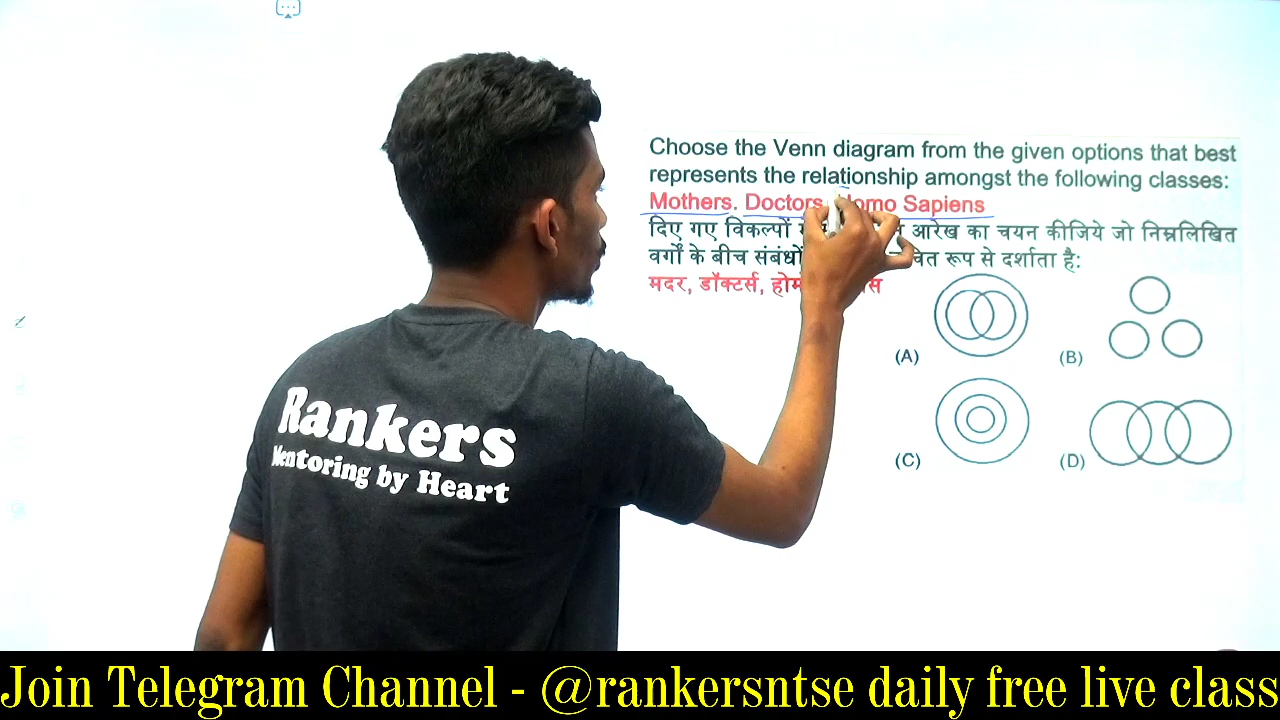 Choose the Venn diagram from the given options that best
represents the relationship amongst the following classes:
Mothers. Doctors Homo Sapiens
दिए गए विकल्पों आरेख का चयन कीजिये जो निम्नलिखित
वर्गों के बीच संबंधों रूप से दर्शाता है:
मदर, डॉक्टर्स,
(A)
(B)
(C)
(D)
Rankers
Mentoring by Heart
Join Telegram Channel - @rankersntse daily free live class